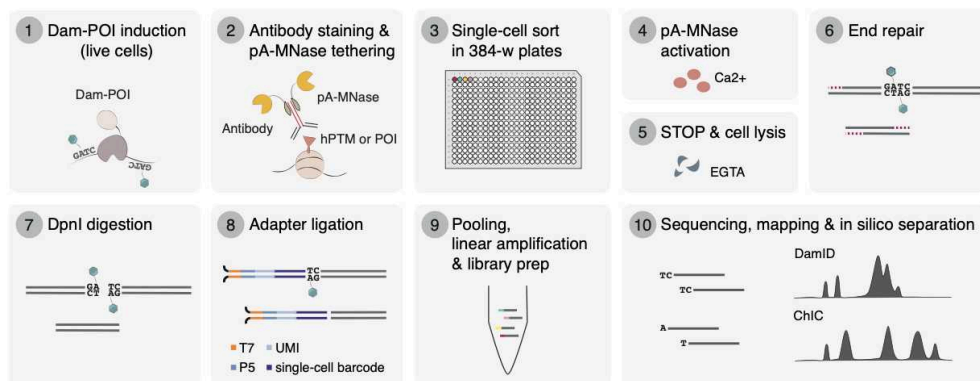 1 Dam-POI induction
(live cells)
Dam-POI
GATC
GATC
2 Antibody staining &
pA-MNase tethering
pA-MNase
Antibody
hPTM or POI
3 Single-cell sort
in 384-w plates
4 pA-MNase
activation
Ca2+
5 STOP & cell lysis
EGTA
6 End repair
GATC
CTAG
7 DpnI digestion
GA TC
CT AG
8 Adapter ligation
TC
AG
T7 UMI
P5 single-cell barcode
9 Pooling,
linear amplification
& library prep
10 Sequencing, mapping & in silico separation
DamID
TC
TC
ChIC
A
T